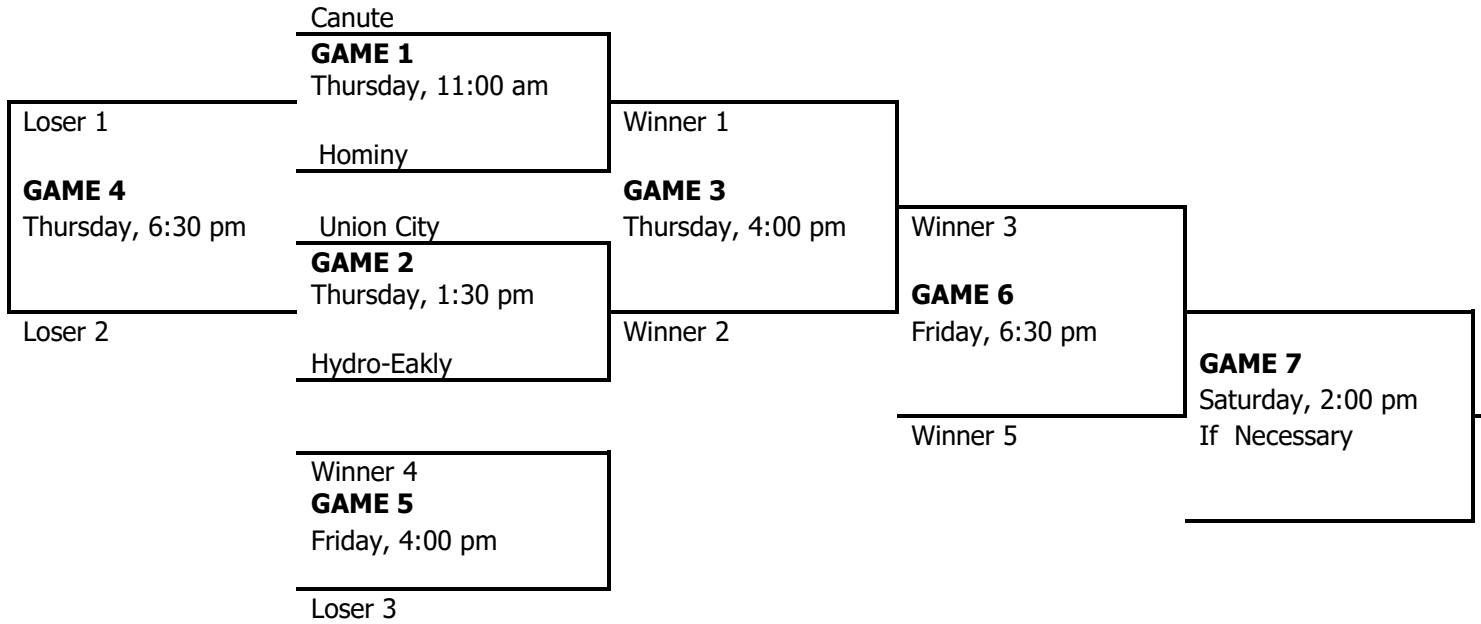 Canute
GAME 1
Thursday, 11:00 am
Loser 1
Winner 1
Hominy
GAME 4
GAME 3
Thursday, 6:30 pm
Union City
Thursday, 4:00 pm
Winner 3
GAME 2
Thursday, 1:30 pm
GAME 6
Loser 2
Winner 2
Friday, 6:30 pm
Hydro-Eakly
GAME 7
Saturday, 2:00 pm
Winner 5
If Necessary
Winner 4
GAME 5
Friday, 4:00 pm
Loser 3